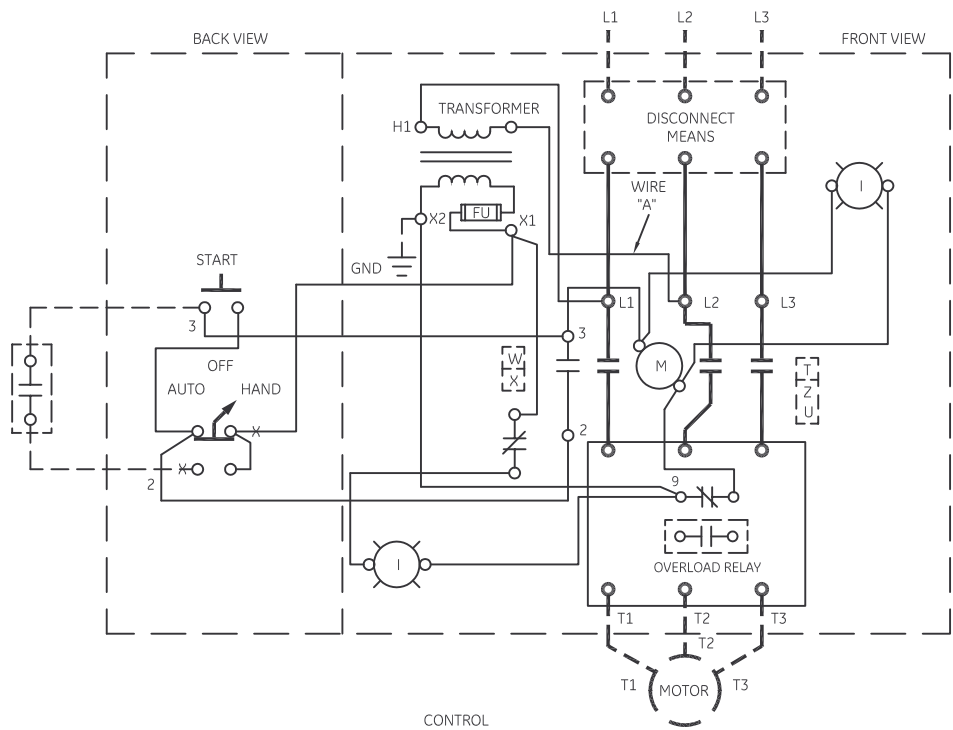 L1
L2
L3
BACK VIEW
FRONT VIEW
TRANSFORMER
H1
DISCONNECT
MEANS
WIRE
"A"
I
FU
X2
X1
GND
START
3
L1
L2
L3
3
OFF
W
X
M
T
Z
U
AUTO
HAND
X
2
X
2
9
I
OVERLOAD RELAY
T1
T2
T3
T2
T1
MOTOR
T3
CONTROL